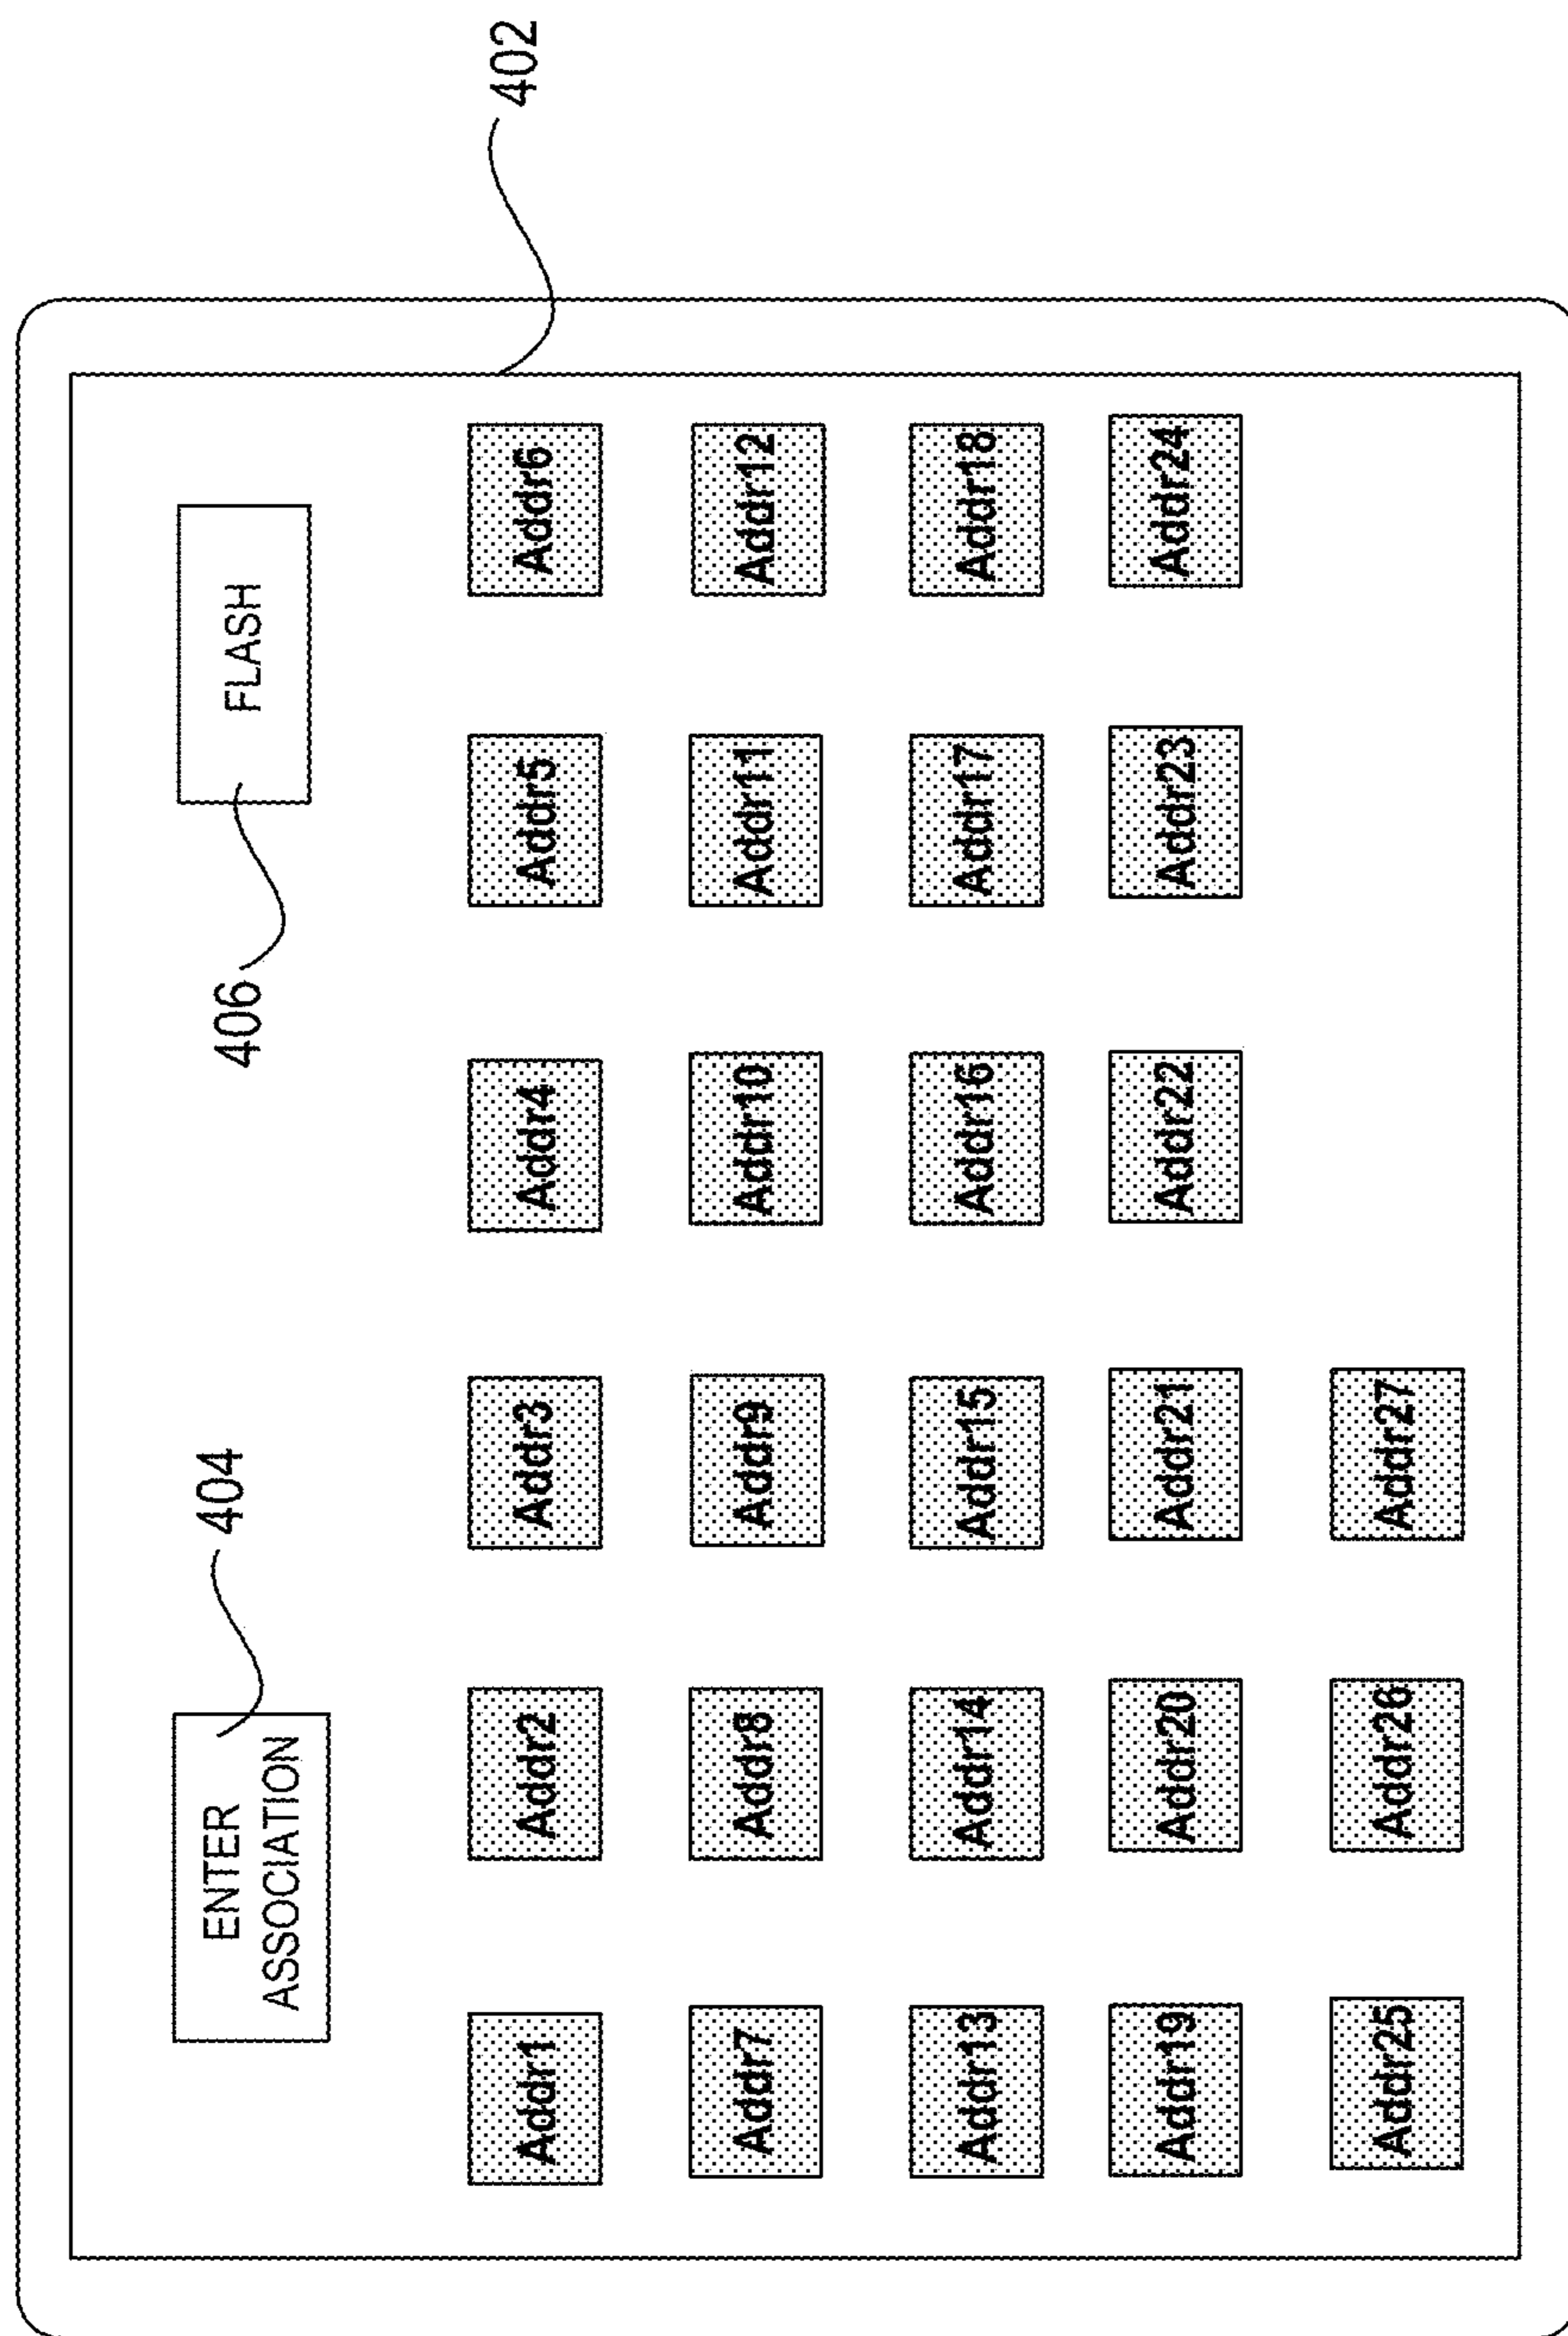 402
404
406
ENTER
ASSOCIATION
FLASH
Addr1
Addr2
Addr3
Addr4
Addr5
Addr6
Addr7
Addr8
Addr9
Addr10
Addr11
Addr12
Addr13
Addr14
Addr15
Addr16
Addr17
Addr18
Addr19
Addr20
Addr21
Addr22
Addr23
Addr24
Addr25
Addr26
Addr27